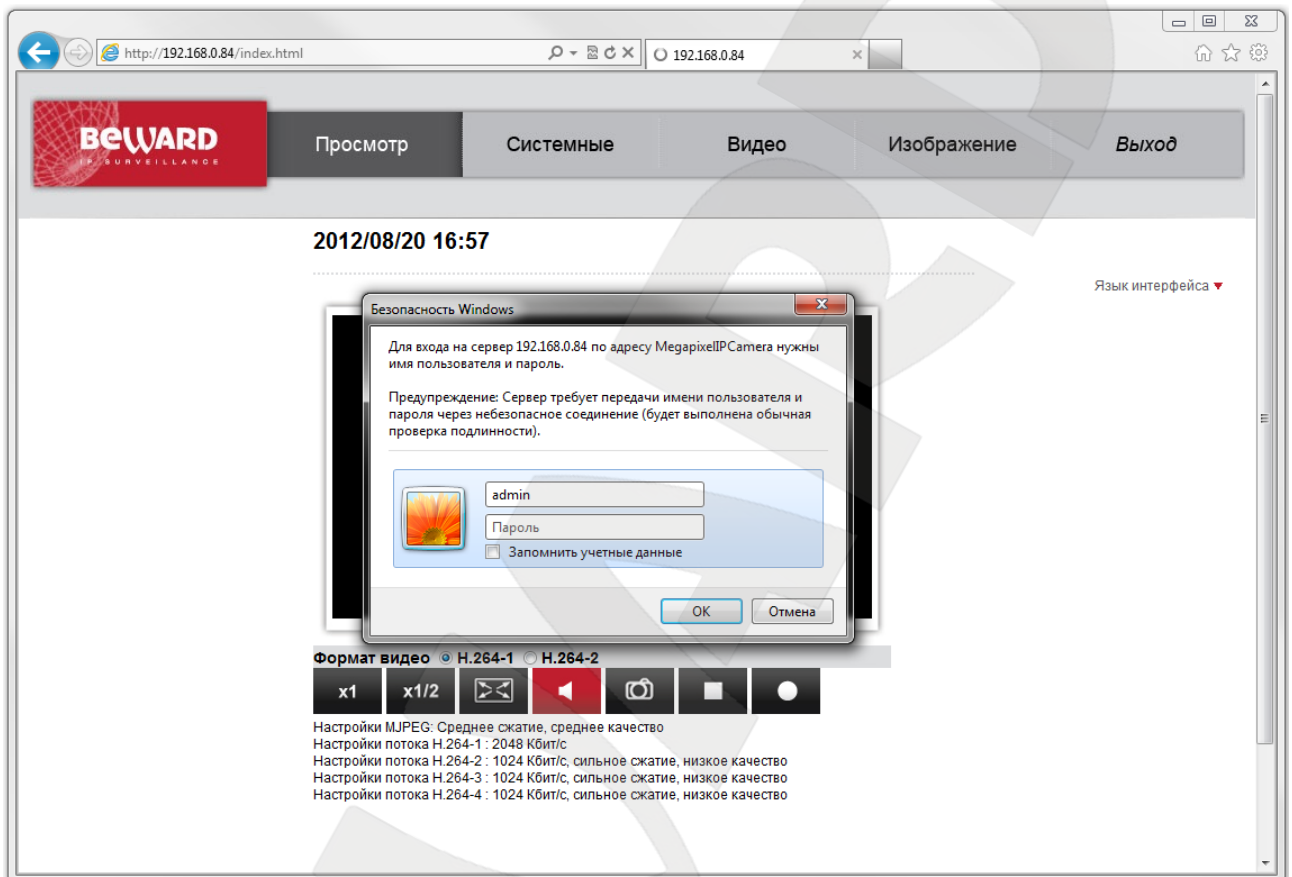 http://192.168.0.84/index.html
192.168.0.84
BEWARD
IP SURVEILLANCE
Просмотр
Системные
Видео
Изображение
Выход
2012/08/20 16:57
Язык интерфейса
Безопасность Windows
Для входа на сервер 192.168.0.84 по адресу MegapixelIPCamera нужны
имя пользователя и пароль.
Предупреждение: Сервер требует передачи имени пользователя и
пароля через небезопасное соединение (будет выполнена обычная
проверка подлинности).
admin
Пароль
Запомнить учетные данные
ОК
Отмена
Формат видео H.264-1 H.264-2
x1
x1/2
Настройки MJPEG: Среднее сжатие, среднее качество
Настройки потока H.264-1 : 2048 Кбит/с
Настройки потока H.264-2 : 1024 Кбит/с, сильное сжатие, низкое качество
Настройки потока H.264-3 : 1024 Кбит/с, сильное сжатие, низкое качество
Настройки потока H.264-4 : 1024 Кбит/с, сильное сжатие, низкое качество